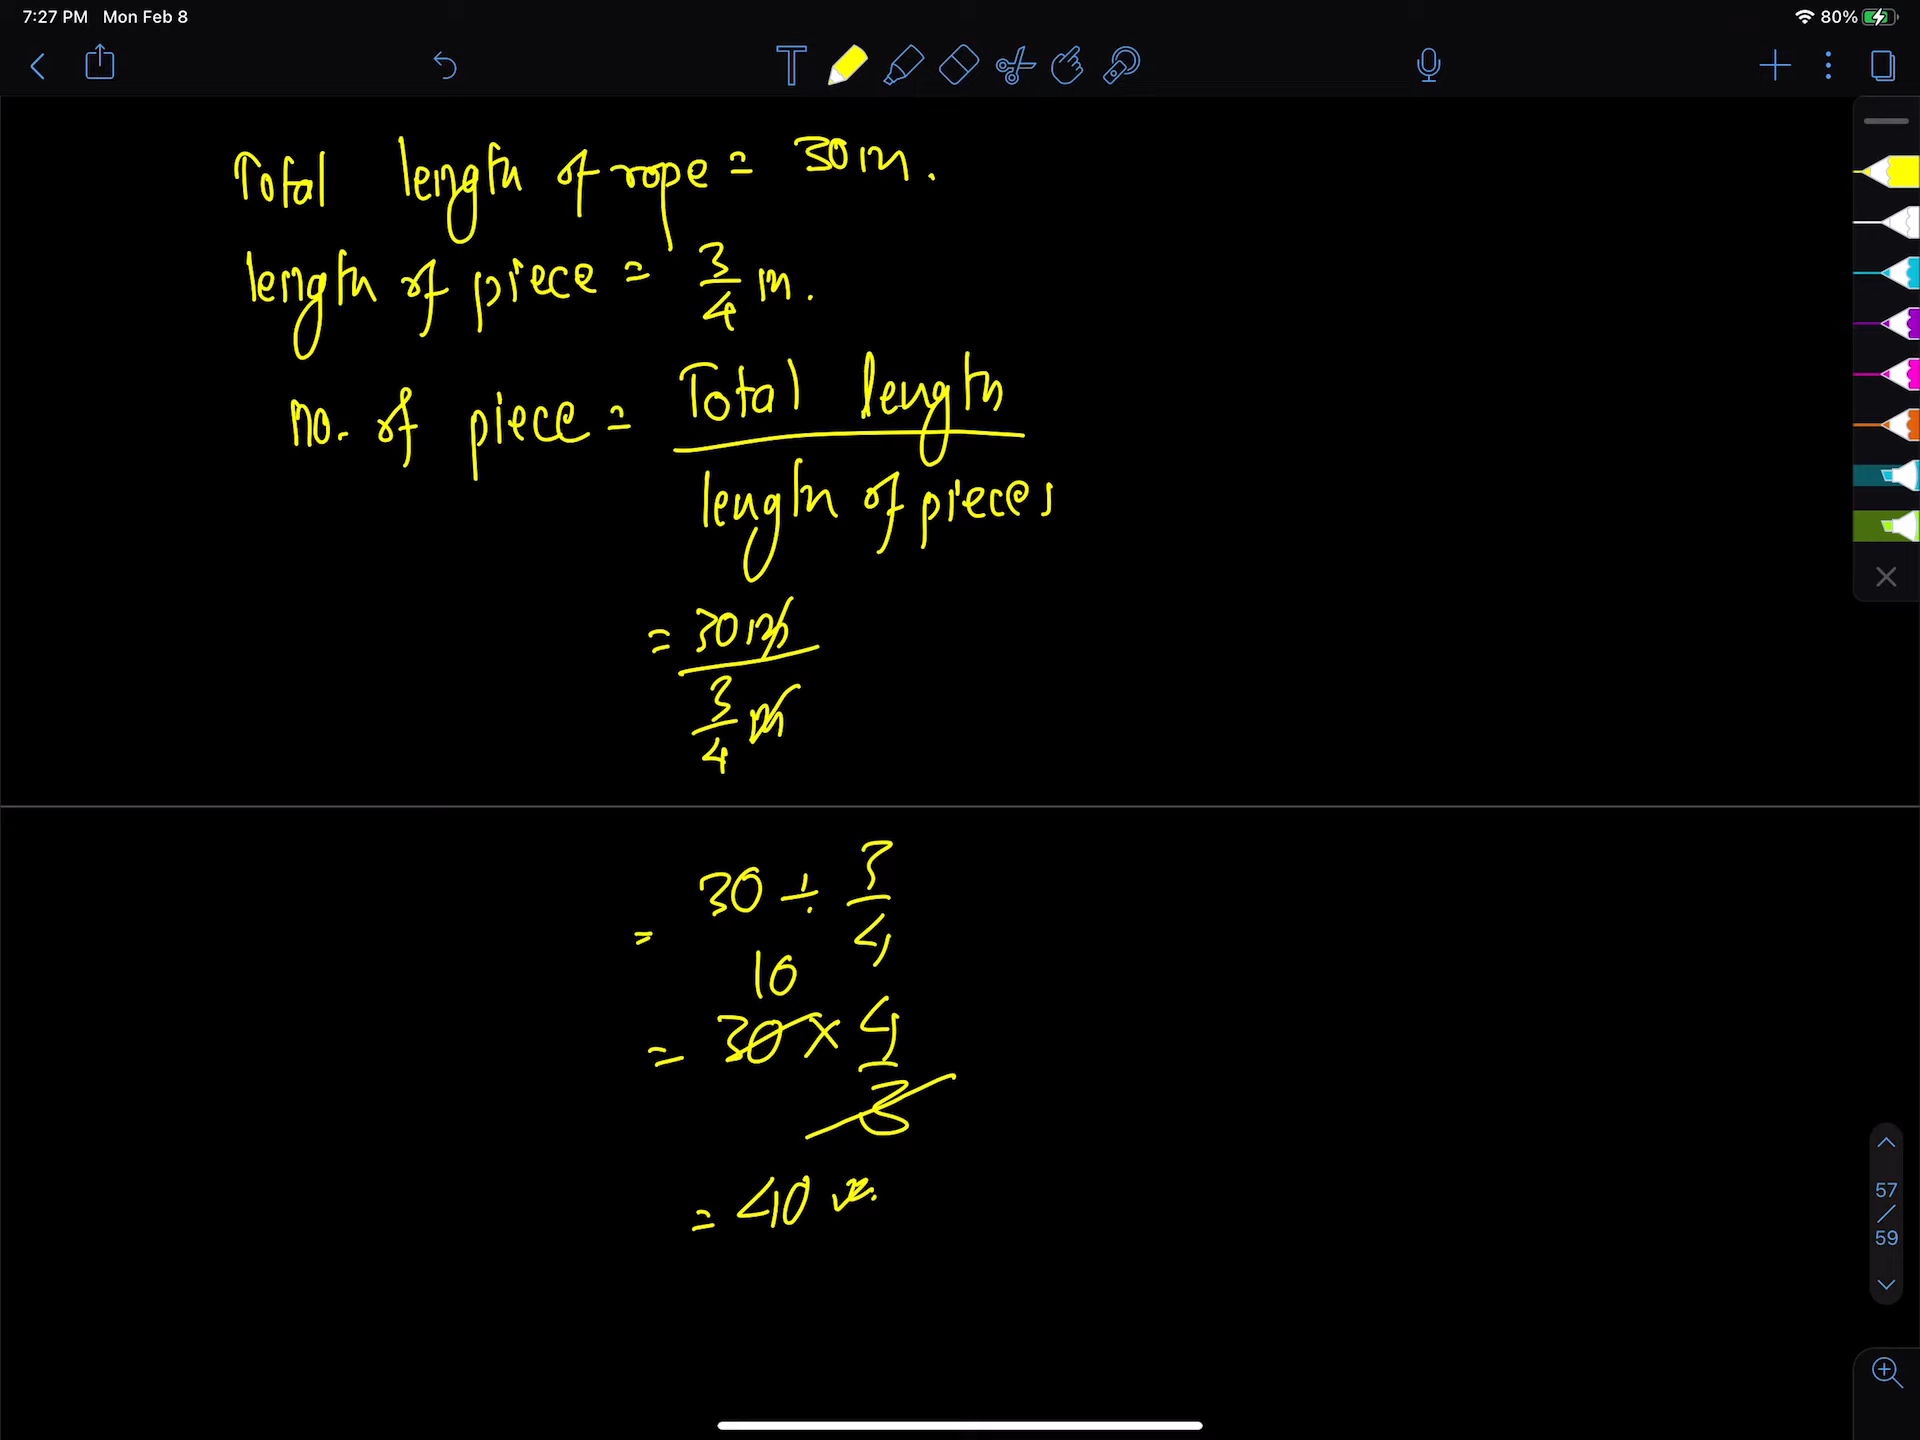 7:27 PM Mon Feb 8
80%
Total length of rope = 30 m.
length of piece = 3/4 m.
no. of piece = Total length / length of pieces
= 30 m / 3/4 m
= 30 ÷ 3/4
10
= 30 × 4/3
= 40
57
/
59